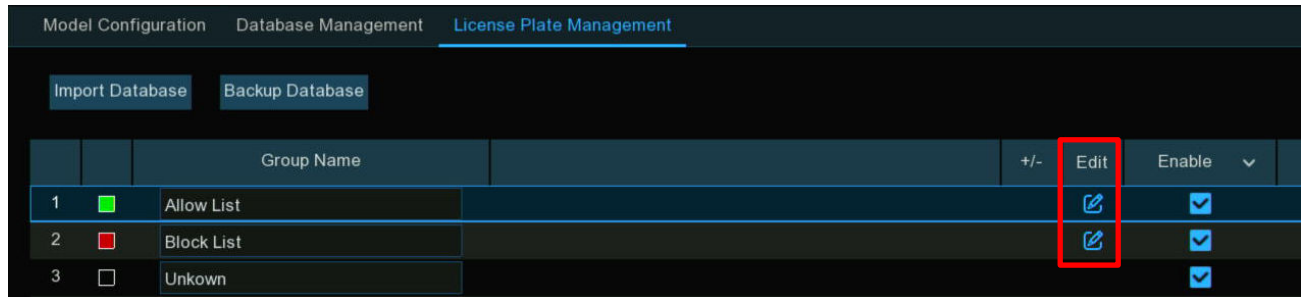 Model Configuration Database Management License Plate Management
Import Database Backup Database
Group Name +/- Edit Enable
1 Allow List
2 Block List
3 Unkown